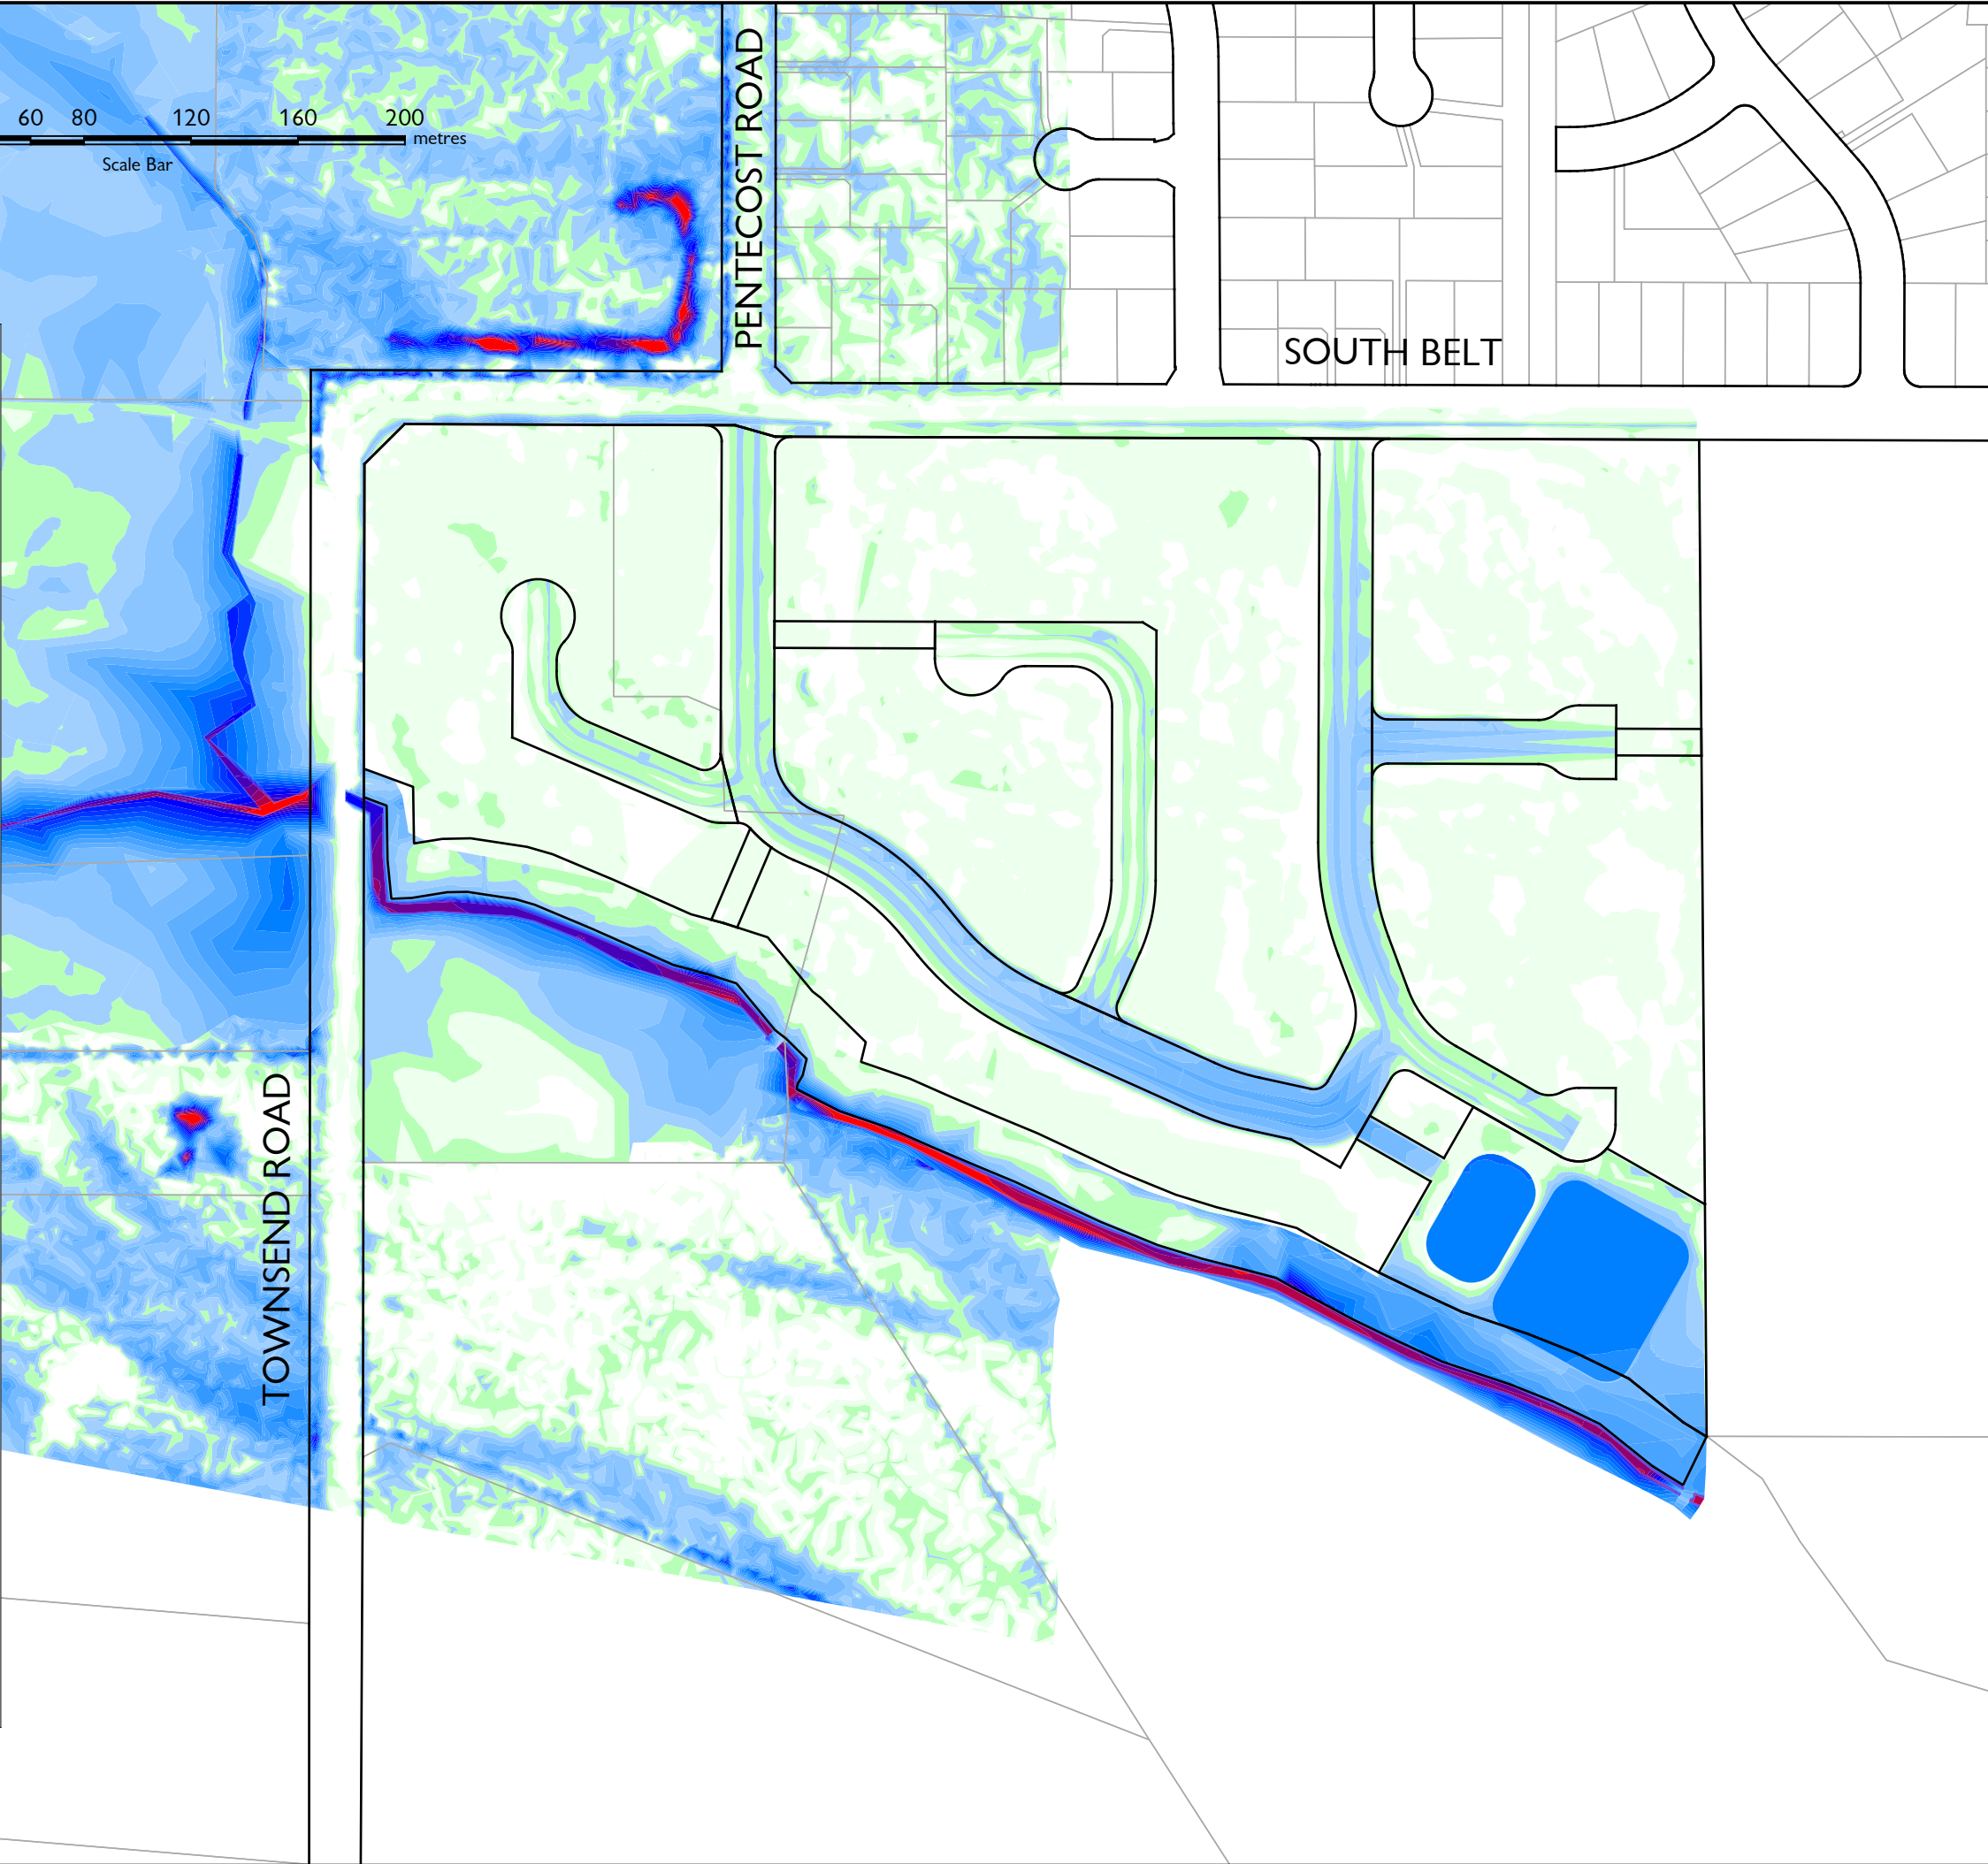 PENTECOST ROAD
60 80 120 160 200
metres
Scale Bar
SOUTH BELT
TOWNSEND ROAD